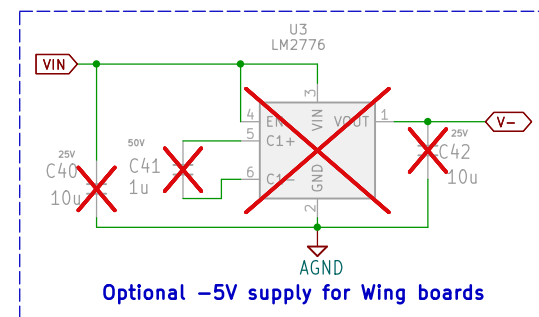 U3
LM2776
VIN
3
4
EN
VIN
VOUT
1
V-
50V
5
C1+
25V
25V
C40
C41
C42
10u
1u
6
C1-
GND
10u
2
AGND
Optional -5V supply for Wing boards